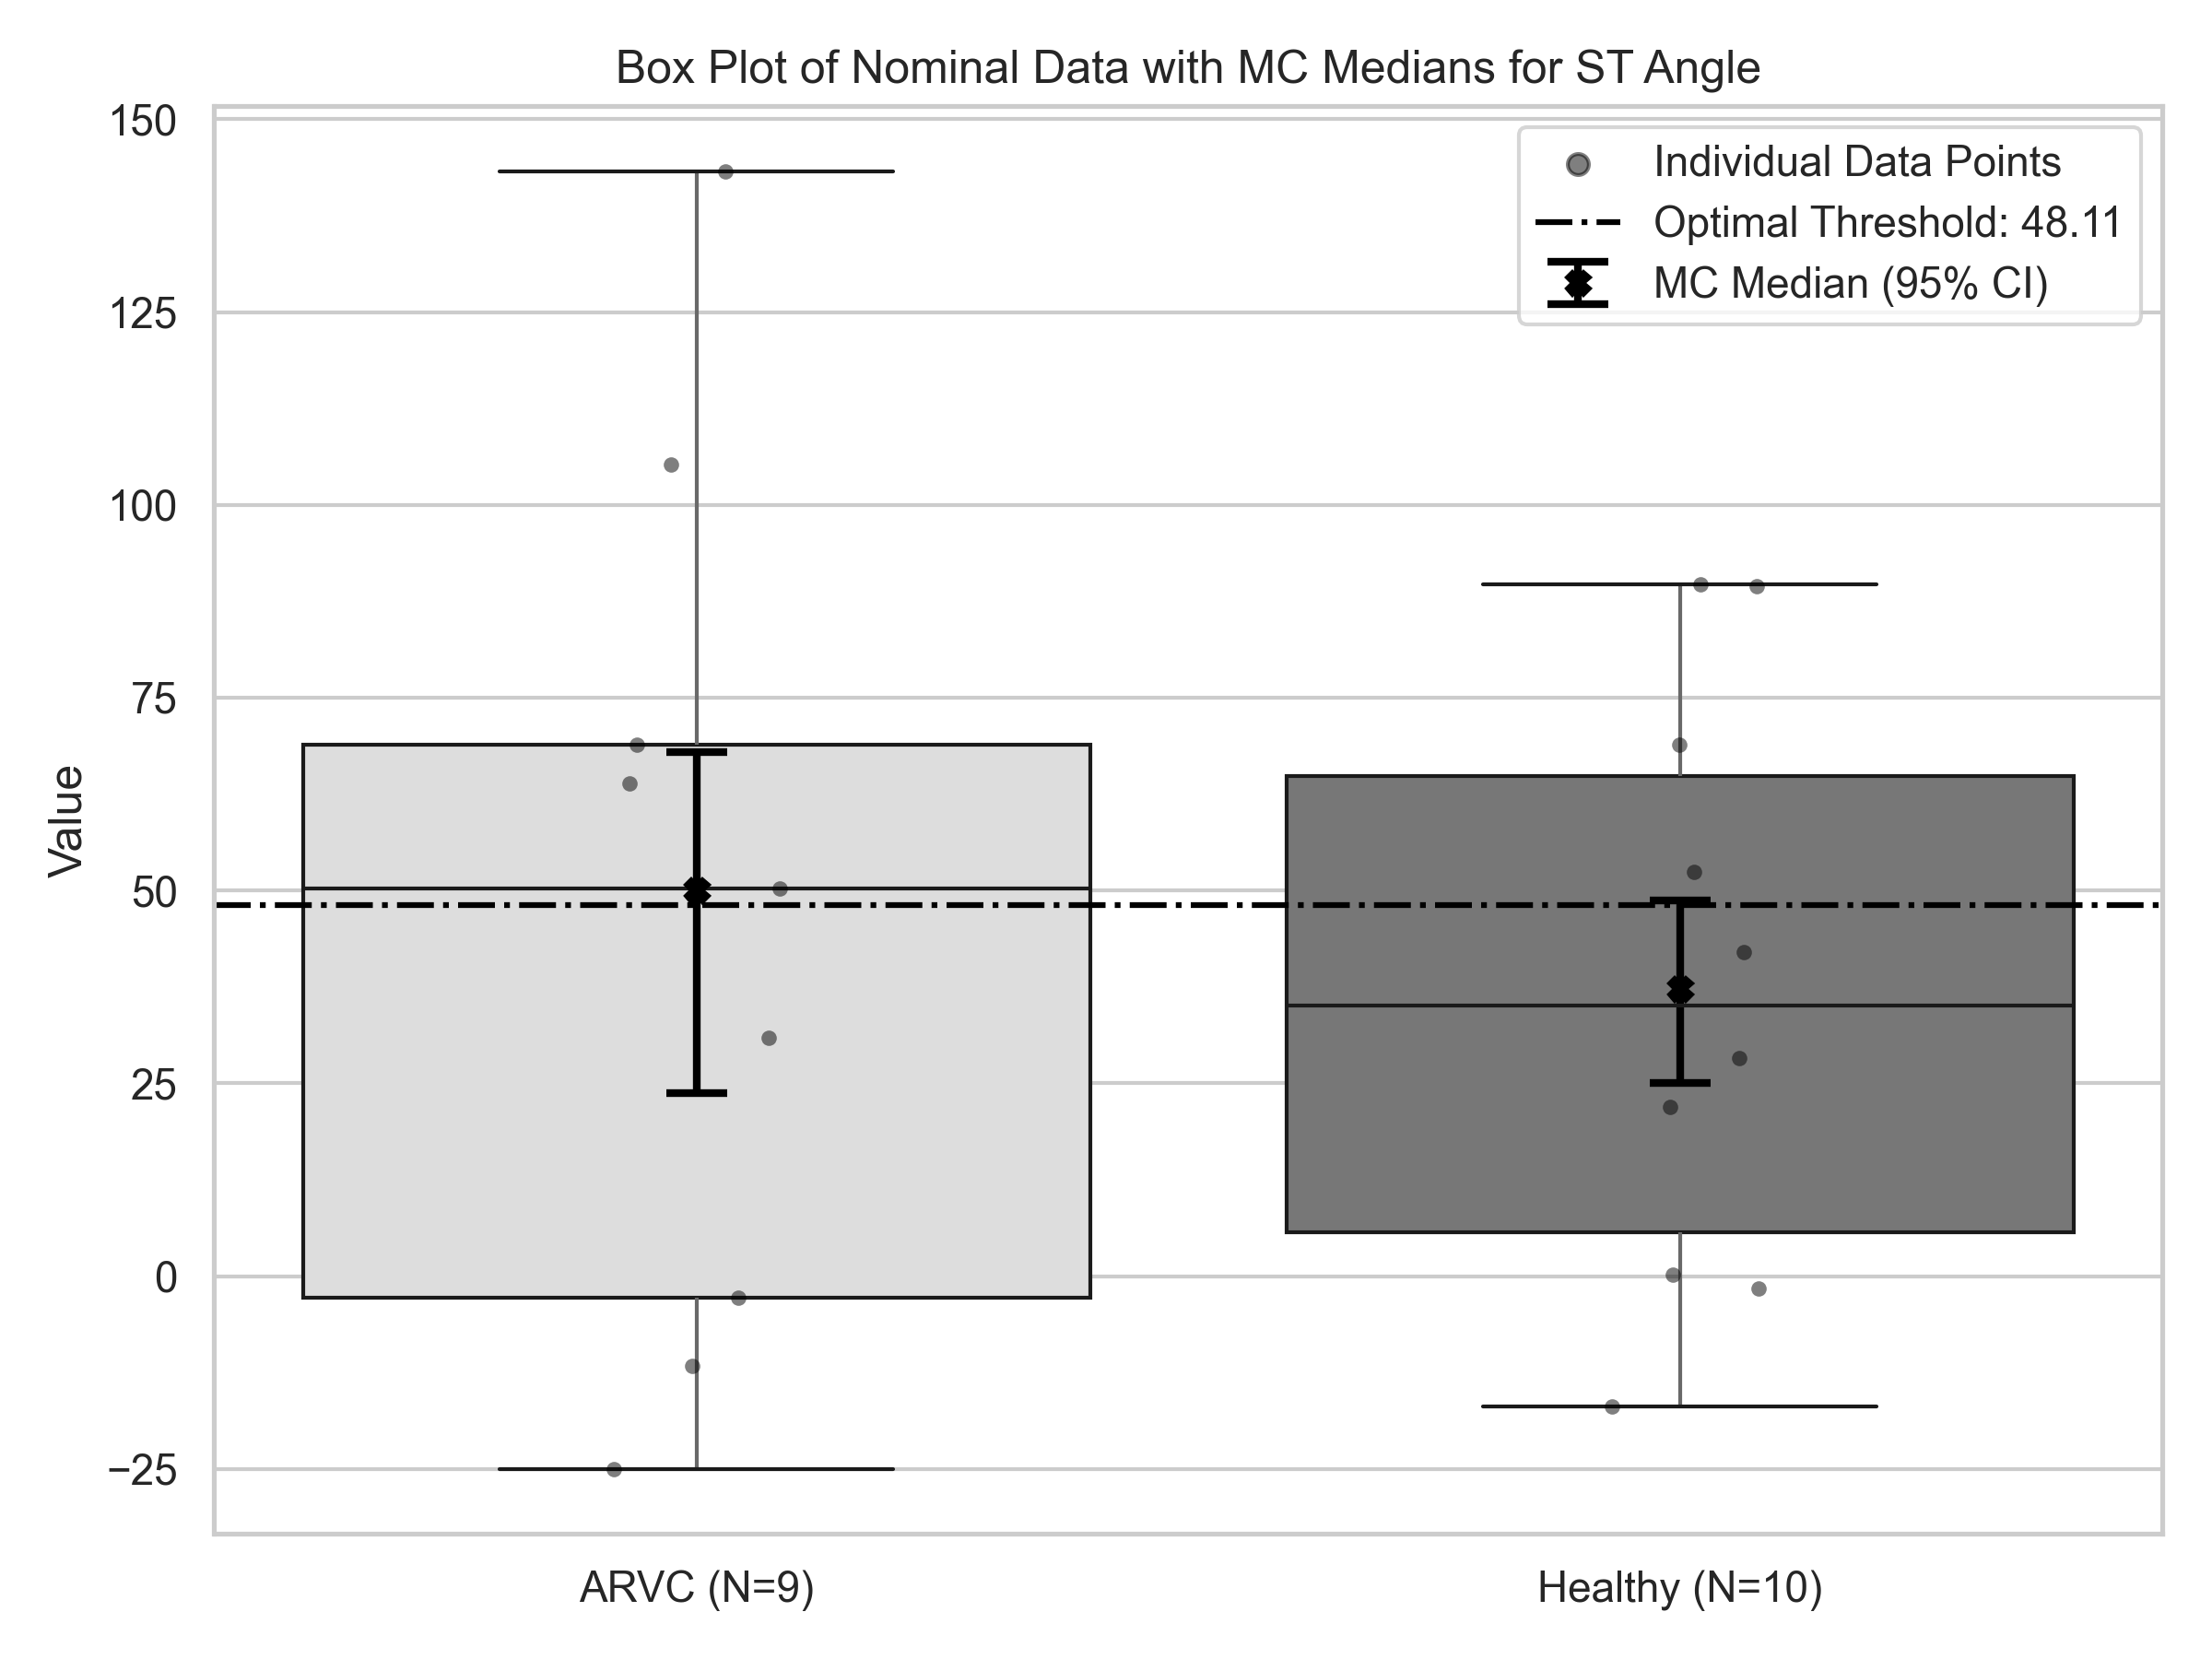 Box Plot of Nominal Data with MC Medians for ST Angle
150
125
100
75
50
25
0
−25
Value
Individual Data Points
Optimal Threshold: 48.11
MC Median (95% CI)
ARVC (N=9)
Healthy (N=10)